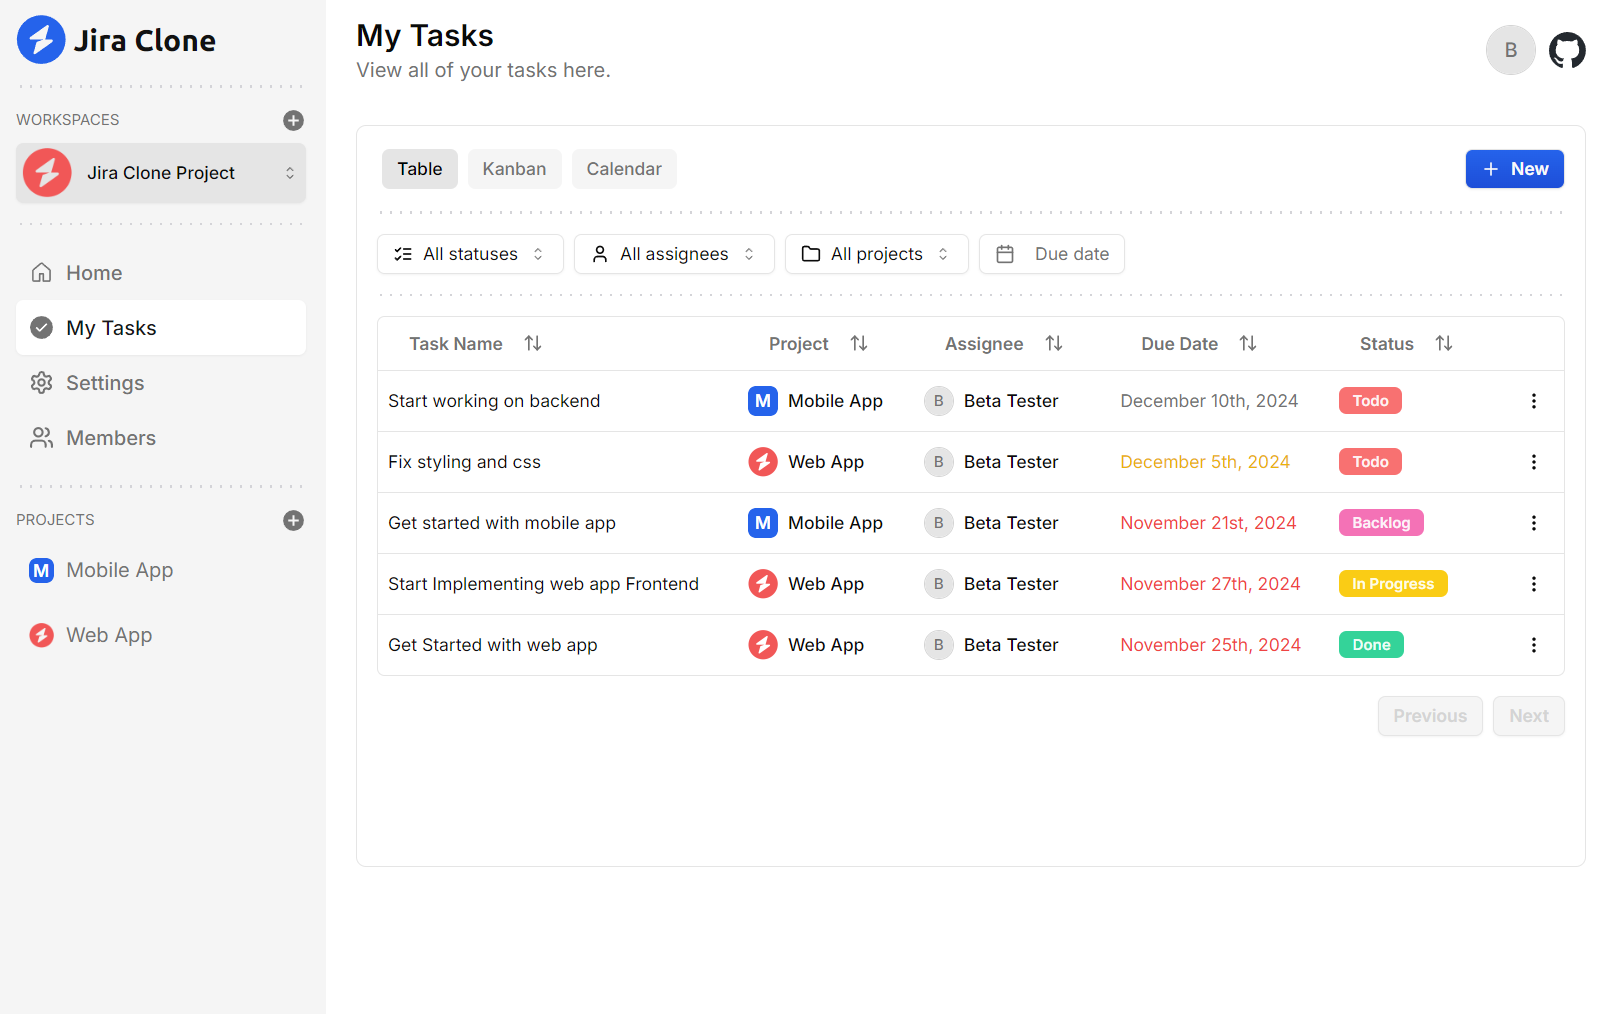 Jira Clone
WORKSPACES
Jira Clone Project
Home
My Tasks
Settings
Members
PROJECTS
M Mobile App
Web App
My Tasks
View all of your tasks here.
B
Table Kanban Calendar
New
All statuses All assignees All projects Due date
Task Name Project Assignee Due Date Status
Start working on backend M Mobile App B Beta Tester December 10th, 2024 Todo
Fix styling and css Web App B Beta Tester December 5th, 2024 Todo
Get started with mobile app M Mobile App B Beta Tester November 21st, 2024 Backlog
Start Implementing web app Frontend Web App B Beta Tester November 27th, 2024 In Progress
Get Started with web app Web App B Beta Tester November 25th, 2024 Done
Previous Next